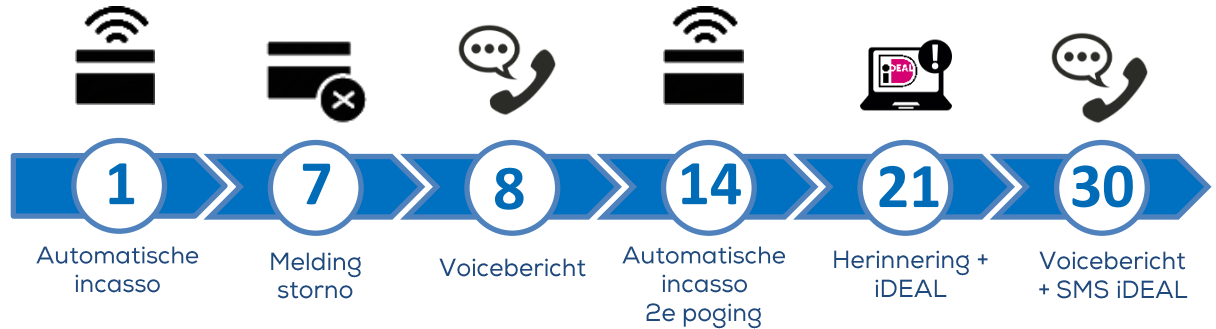 iDEAL
1
7
8
14
21
30
Automatische
incasso
Melding
storno
Voicebericht
Automatische
incasso
2e poging
Herinnering +
iDEAL
Voicebericht
+ SMS iDEAL